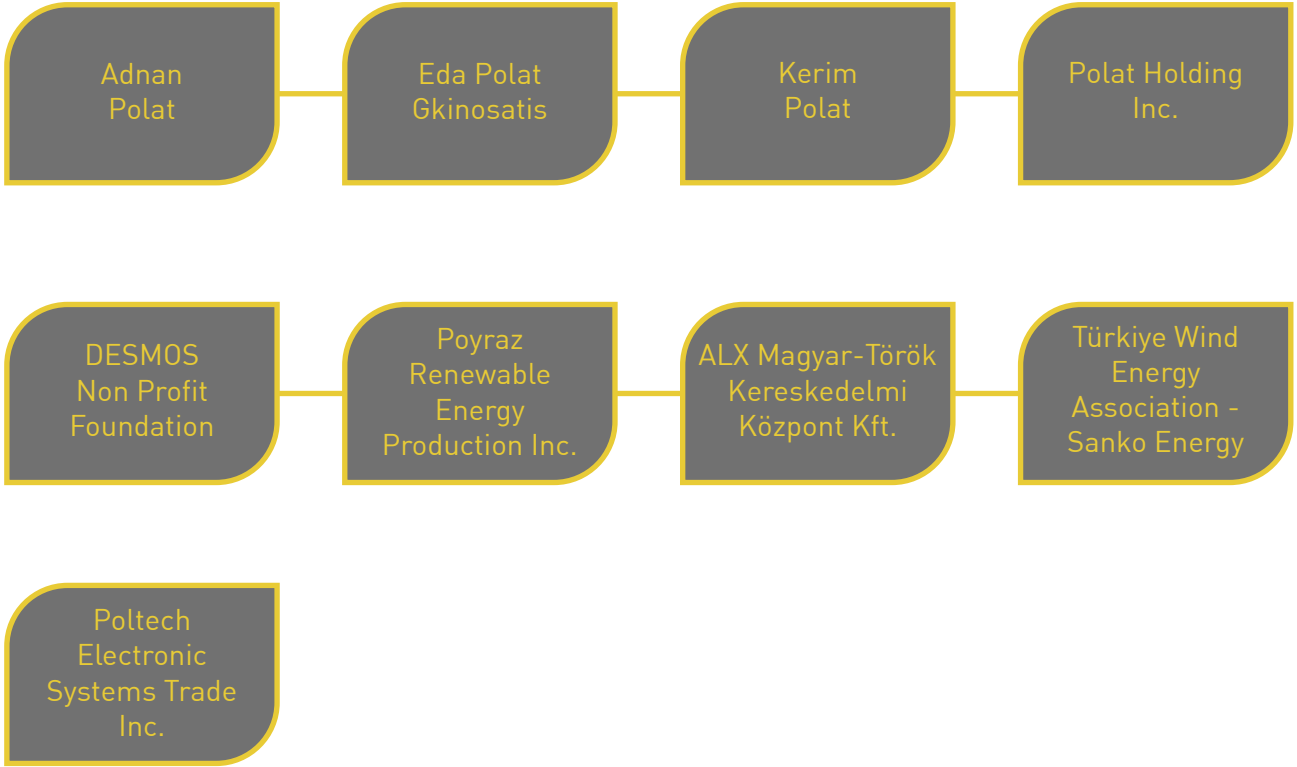 Adnan
Polat
Eda Polat
Gkinosatis
Kerim
Polat
Polat Holding
Inc.
DESMOS
Non Profit
Foundation
Poyraz
Renewable
Energy
Production Inc.
ALX Magyar-Török
Kereskedelmi
Központ Kft.
Türkiye Wind
Energy
Association -
Sanko Energy
Poltech
Electronic
Systems Trade
Inc.